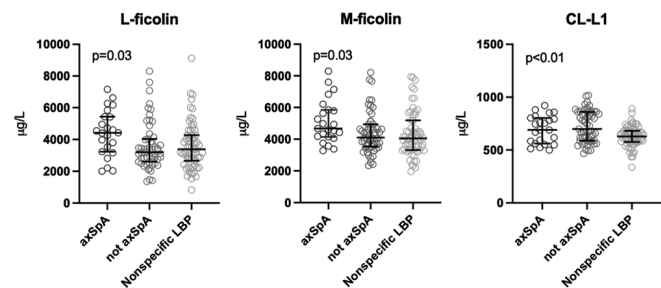 L-ficolin
10000
8000
6000
4000
2000
0
µg/L
p=0.03
axSpA
not axSpA
Nonspecific LBP
M-ficolin
10000
8000
6000
4000
2000
0
µg/L
p=0.03
axSpA
not axSpA
Nonspecific LBP
CL-L1
1500
1000
500
0
µg/L
p<0.01
axSpA
not axSpA
Nonspecific LBP